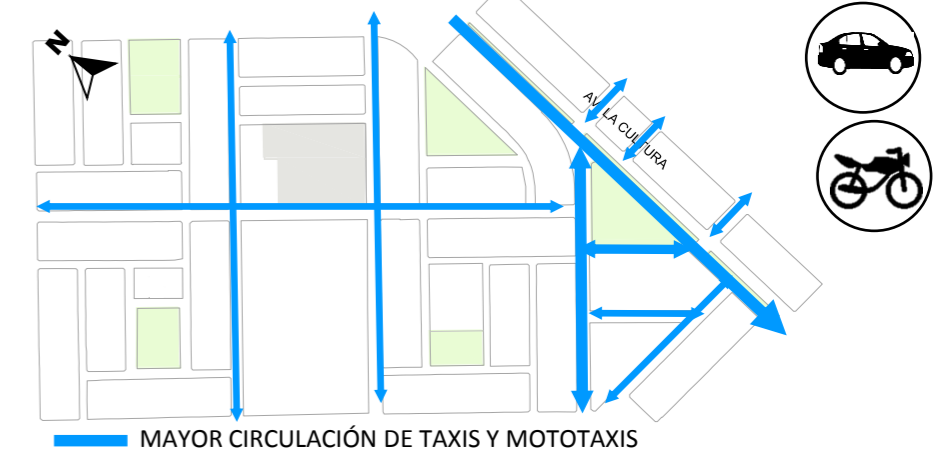 N
AV. LA CULTURA
MAYOR CIRCULACIÓN DE TAXIS Y MOTOTAXIS